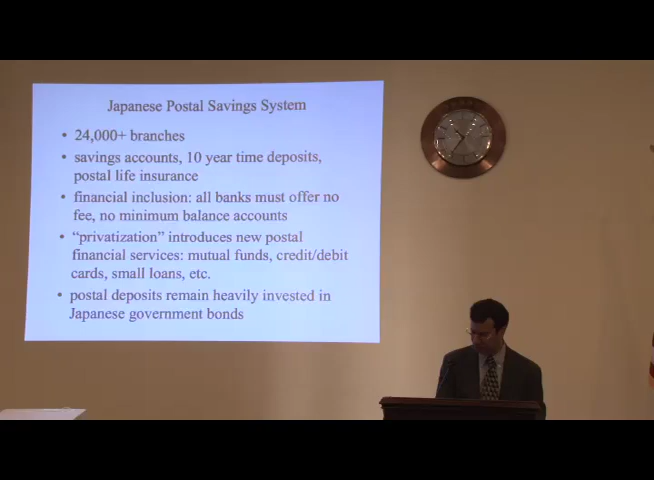 Japanese Postal Savings System
• 24,000+ branches
• savings accounts, 10 year time deposits,
postal life insurance
• financial inclusion: all banks must offer no
fee, no minimum balance accounts
• “privatization” introduces new postal
financial services: mutual funds, credit/debit
cards, small loans, etc.
• postal deposits remain heavily invested in
Japanese government bonds